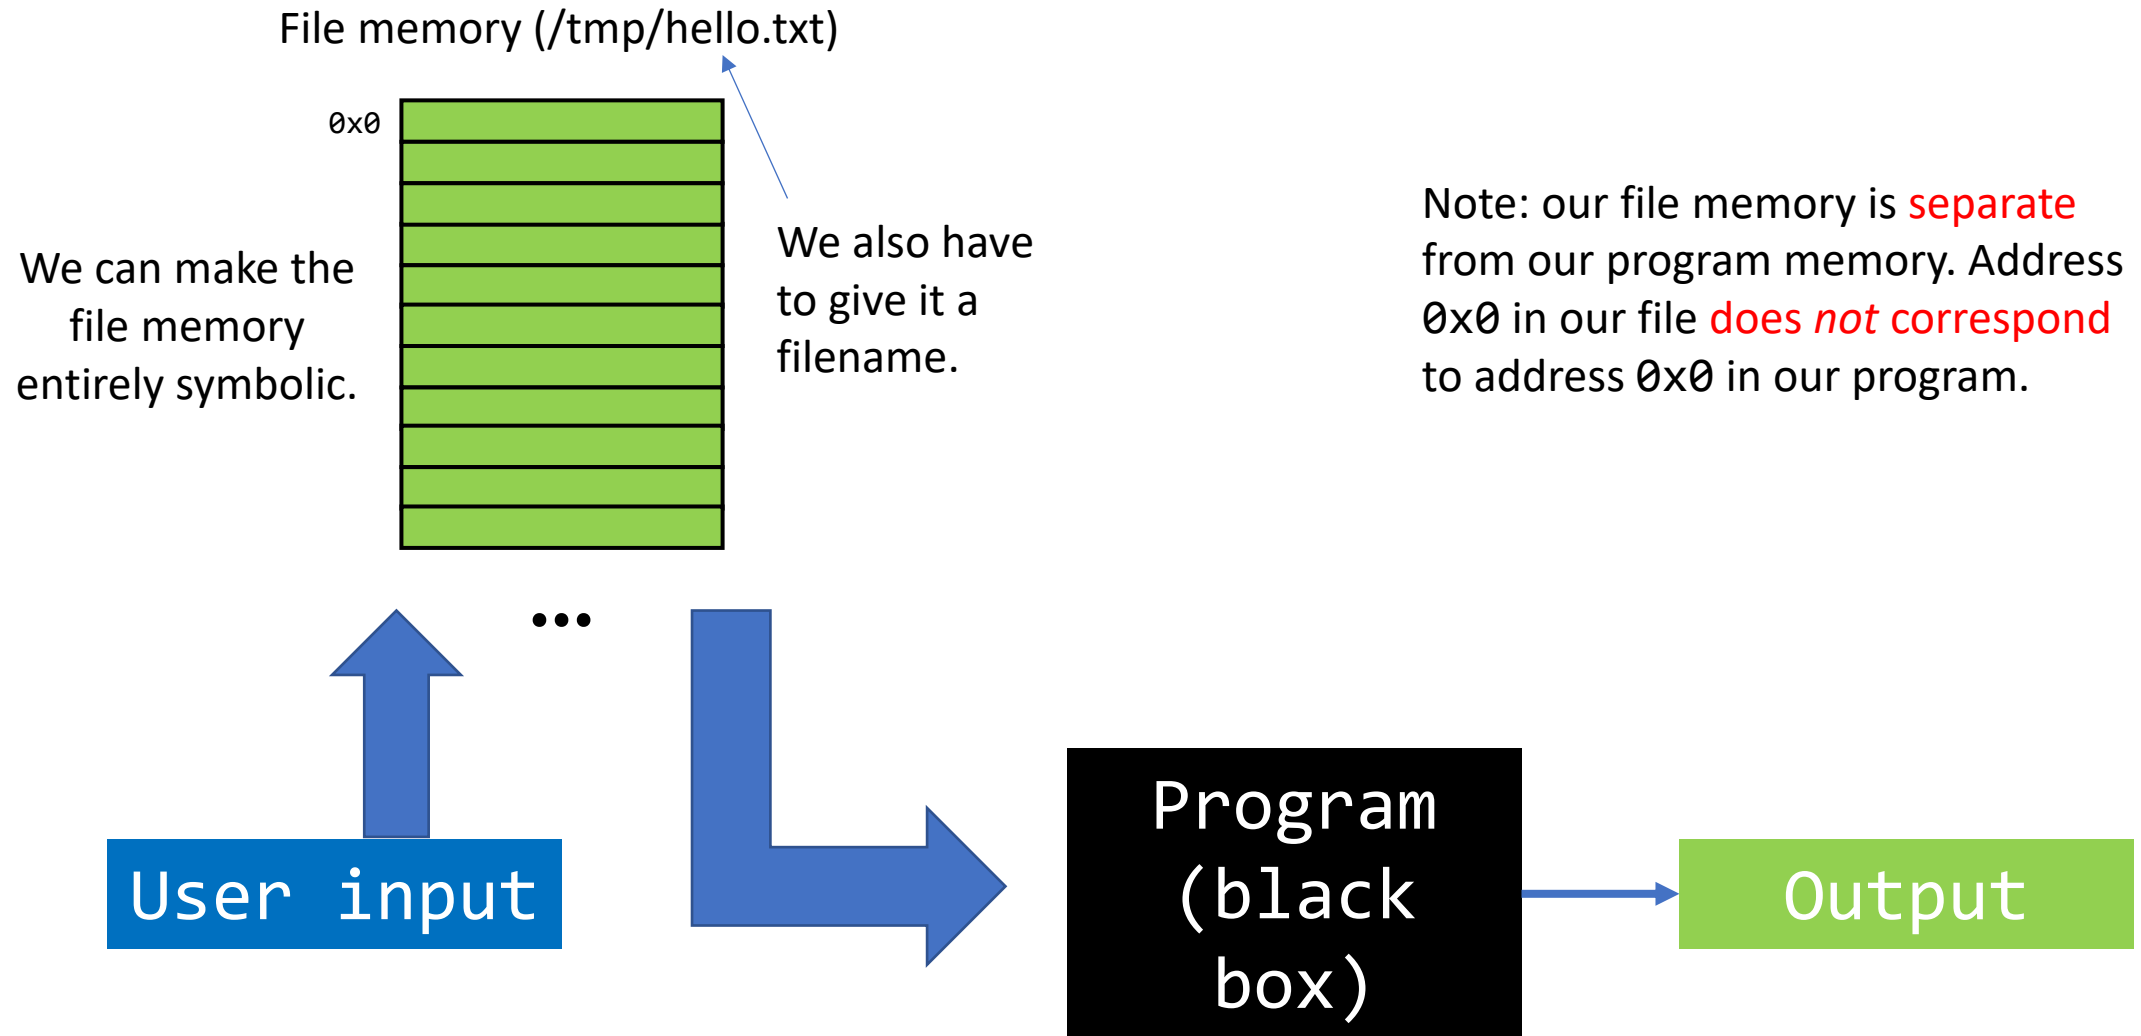 File memory (/tmp/hello.txt)
0x0
We can make the
file memory
entirely symbolic.
We also have
to give it a
filename.
Note: our file memory is separate
from our program memory. Address
0x0 in our file does not correspond
to address 0x0 in our program.
...
User input
Program
(black
box)
Output